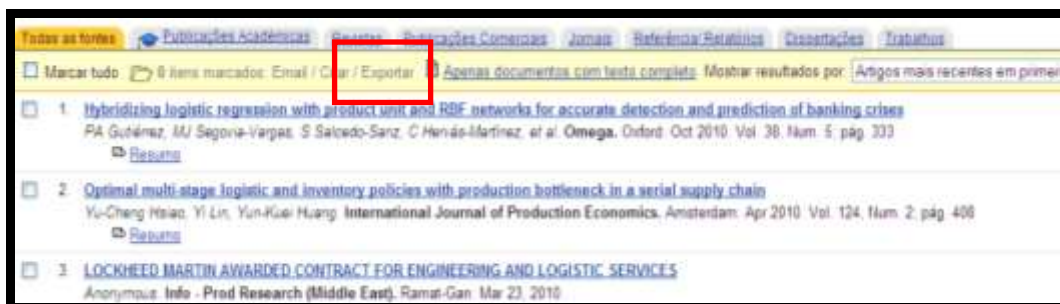 Todas as fontes Publicações Acadêmicas Revistas Publicações Comerciais Jornais Referência/Relatórios Dissertações Trabalhos
Marcar tudo 0 itens marcados: Email / Citar / Exportar Apenas documentos com texto completo Mostrar resultados por: Artigos mais recentes em primei
1. Hybridizing logistic regression with product unit and RBF networks for accurate detection and prediction of banking crises
PA Gutiérrez, MJ Segovia-Vargas, S Salcedo-Sanz, C Hervás-Martínez, et al. Omega. Oxford: Oct 2010. Vol. 38, Num. 5; pág. 333
Resumo
2. Optimal multi-stage logistic and inventory policies with production bottleneck in a serial supply chain
Yu-Cheng Hsiao, Yi Lin, Yun-Kuei Huang. International Journal of Production Economics. Amsterdam: Apr 2010. Vol. 124, Num. 2; pág. 408
Resumo
3. LOCKHEED MARTIN AWARDED CONTRACT FOR ENGINEERING AND LOGISTIC SERVICES
Anonymous. Info - Prod Research (Middle East). Ramat-Gan: Mar 23, 2010.